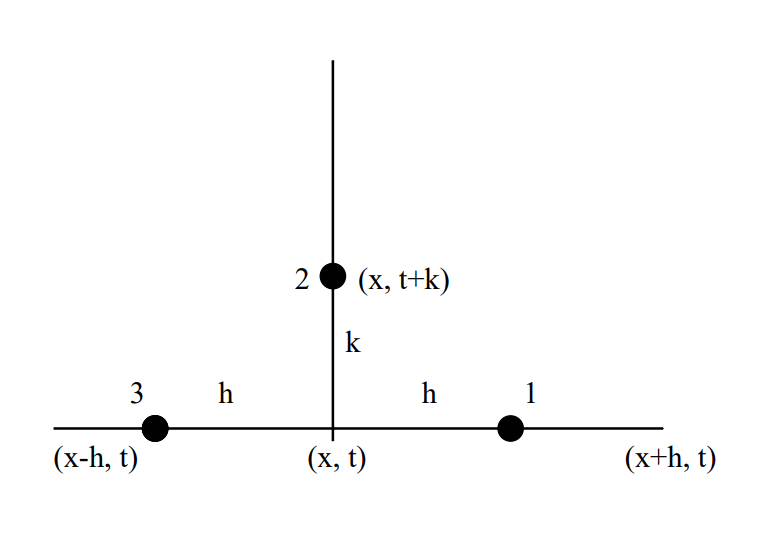 2 (x, t+k)
k
3 h h 1
(x-h, t) (x, t) (x+h, t)